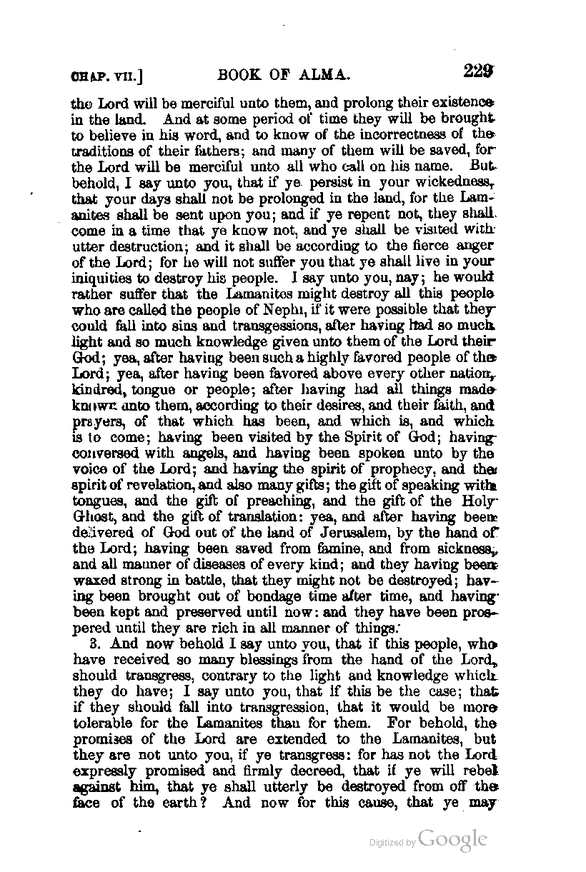 CHAP. VII.] BOOK OF ALMA. 229
the Lord will be merciful unto them, and prolong their existence
in the land. And at some period of time they will be brought
to believe in his word, and to know of the incorrectness of the
traditions of their fathers; and many of them will be saved, for
the Lord will be merciful unto all who call on his name. But
behold, I say unto you, that if ye persist in your wickedness,
that your days shall not be prolonged in the land, for the Lam-
anites shall be sent upon you; and if ye repent not, they shall
come in a time that ye know not, and ye shall be visited with
utter destruction; and it shall be according to the fierce anger
of the Lord; for he will not suffer you that ye shall live in your
iniquities to destroy his people. I say unto you, nay; he would
rather suffer that the Lamanites might destroy all this people
who are called the people of Nephi, if it were possible that they
could fall into sins and transgessions, after having had so much
light and so much knowledge given unto them of the Lord their
God; yea, after having been such a highly favored people of the
Lord; yea, after having been favored above every other nation,
kindred, tongue or people; after having had all things made
known unto them, according to their desires, and their faith, and
prayers, of that which has been, and which is, and which
is to come; having been visited by the Spirit of God; having
conversed with angels, and having been spoken unto by the
voice of the Lord; and having the spirit of prophecy, and the
spirit of revelation, and also many gifts; the gift of speaking with
tongues, and the gift of preaching, and the gift of the Holy
Ghost, and the gift of translation: yea, and after having been
delivered of God out of the land of Jerusalem, by the hand of
the Lord; having been saved from famine, and from sickness,
and all manner of diseases of every kind; and they having been
waxed strong in battle, that they might not be destroyed; hav-
ing been brought out of bondage time after time, and having
been kept and preserved until now: and they have been pros-
pered until they are rich in all manner of things.
3. And now behold I say unto you, that if this people, who
have received so many blessings from the hand of the Lord,
should transgress, contrary to the light and knowledge which
they do have; I say unto you, that if this be the case; that
if they should fall into transgression, that it would be more
tolerable for the Lamanites than for them. For behold, the
promises of the Lord are extended to the Lamanites, but
they are not unto you, if ye transgress: for has not the Lord
expressly promised and firmly decreed, that if ye will rebel
against him, that ye shall utterly be destroyed from off the
face of the earth? And now for this cause, that ye may
Digitized by Google